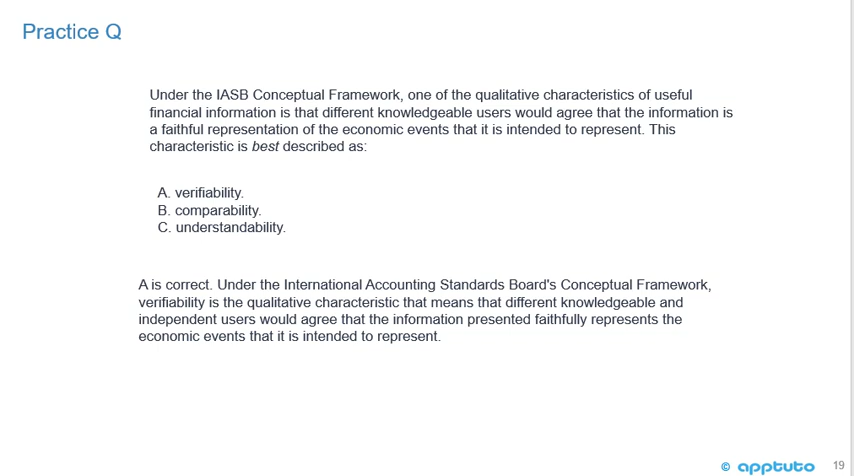 Practice Q
Under the IASB Conceptual Framework, one of the qualitative characteristics of useful
financial information is that different knowledgeable users would agree that the information is
a faithful representation of the economic events that it is intended to represent. This
characteristic is best described as:
A. verifiability.
B. comparability.
C. understandability.
A is correct. Under the International Accounting Standards Board's Conceptual Framework,
verifiability is the qualitative characteristic that means that different knowledgeable and
independent users would agree that the information presented faithfully represents the
economic events that it is intended to represent.
© apptuto 19